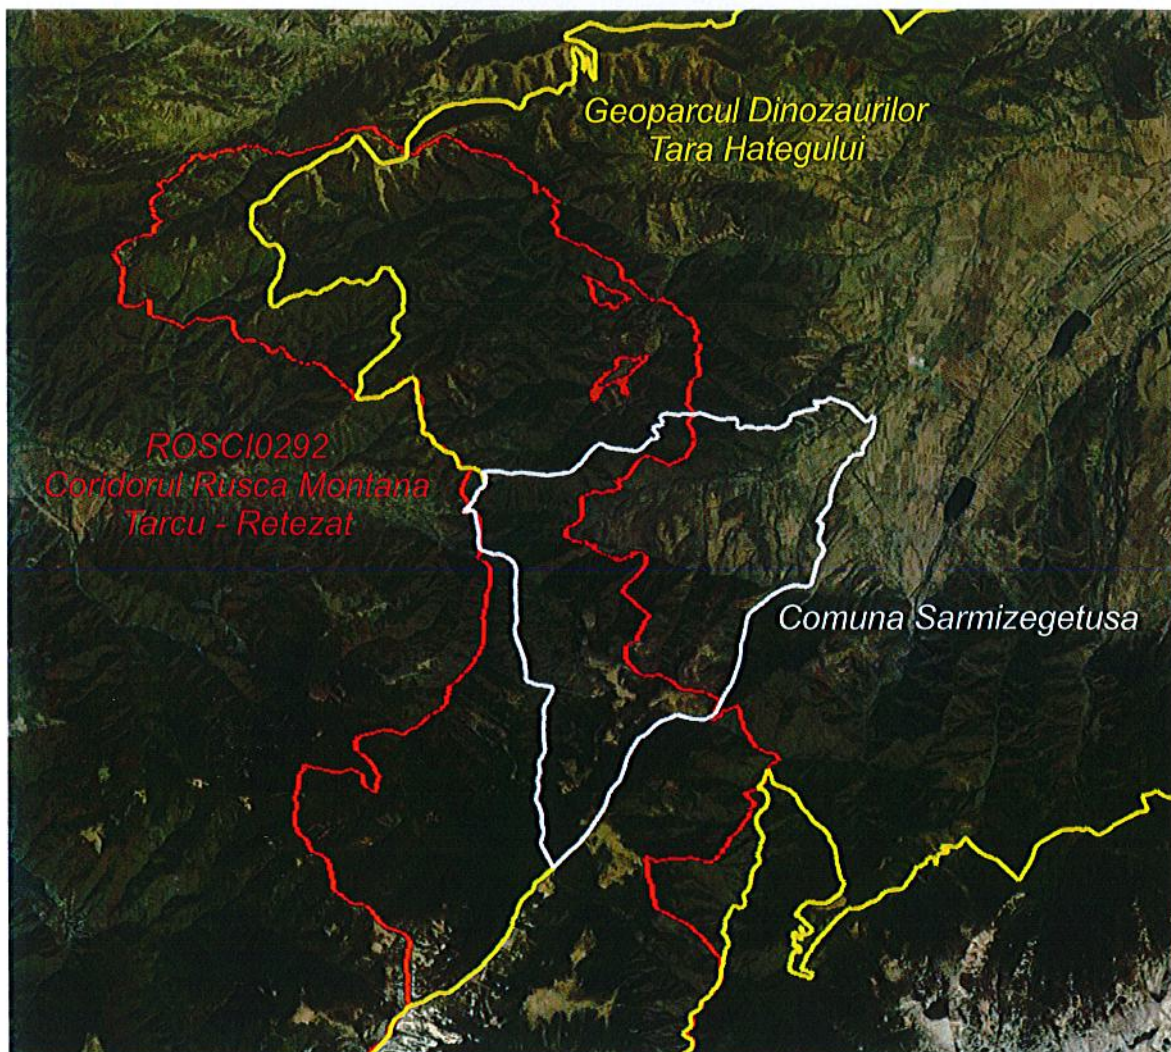 Geoparcul Dinozaurilor
Tara Hategului
ROSCI0292
Coridorul Rusca Montana
Tarcu - Retezat
Comuna Sarmizegetusa